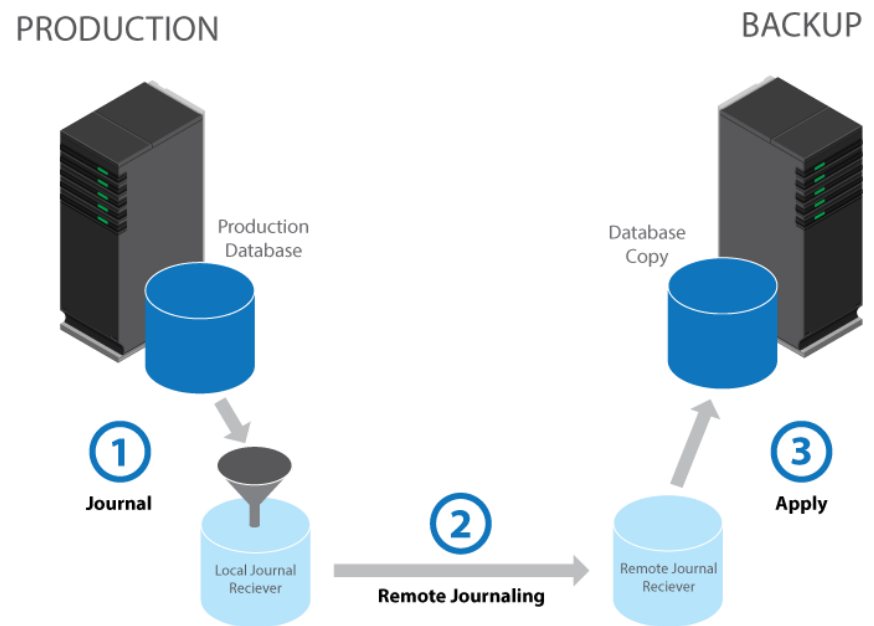 PRODUCTION
BACKUP
Production
Database
Database
Copy
1
Journal
Local Journal
Reciever
2
Remote Journaling
Remote Journal
Reciever
3
Apply